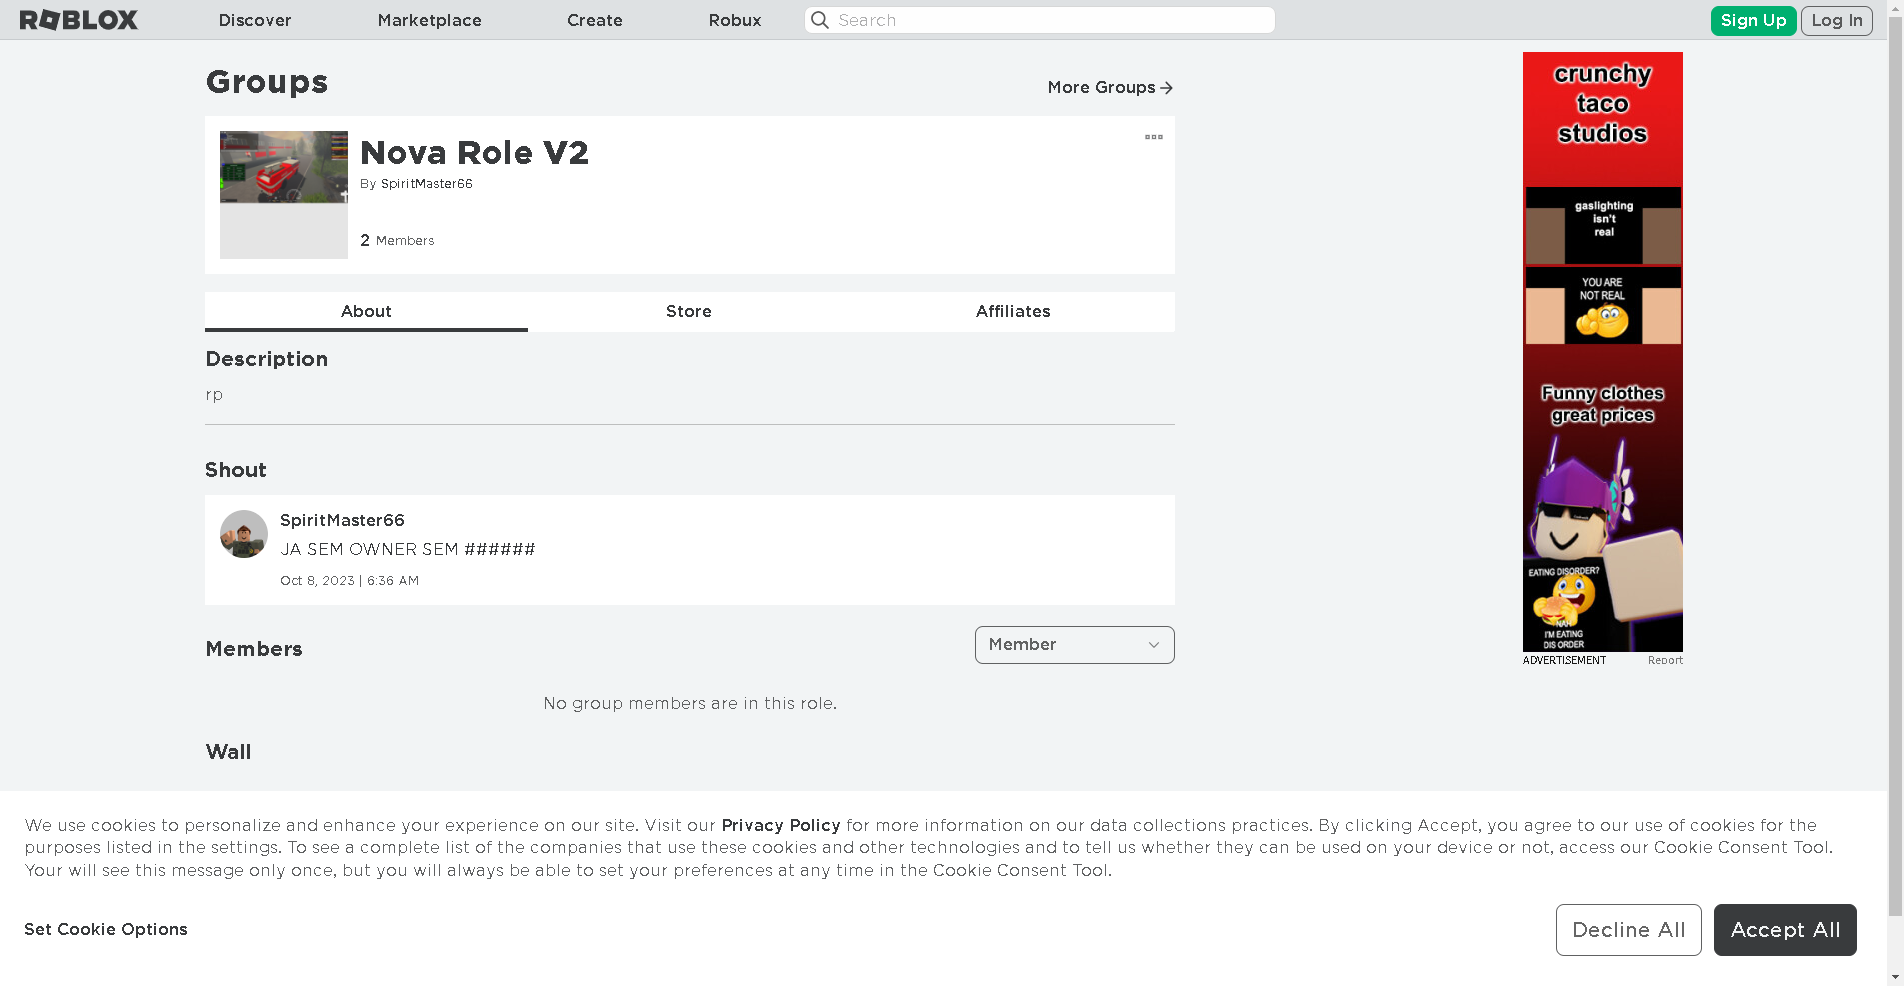 ROBLOX
Discover
Marketplace
Create
Robux
Search
Sign Up
Log In
Groups
More Groups
Nova Role V2
By SpiritMaster66
2 Members
About
Store
Affiliates
Description
rp
Shout
SpiritMaster66
JA SEM OWNER SEM ######
Oct 8, 2023 | 6:36 AM
Members
Member
No group members are in this role.
Wall
crunchy
taco
studios
gaslighting
isn't
real
YOU ARE
NOT REAL
Funny clothes
great prices
EATING DISORDER?
NAH
I'M EATING
DIS ORDER
ADVERTISEMENT
Report
We use cookies to personalize and enhance your experience on our site. Visit our Privacy Policy for more information on our data collections practices. By clicking Accept, you agree to our use of cookies for the
purposes listed in the settings. To see a complete list of the companies that use these cookies and other technologies and to tell us whether they can be used on your device or not, access our Cookie Consent Tool.
Your will see this message only once, but you will always be able to set your preferences at any time in the Cookie Consent Tool.
Set Cookie Options
Decline All
Accept All